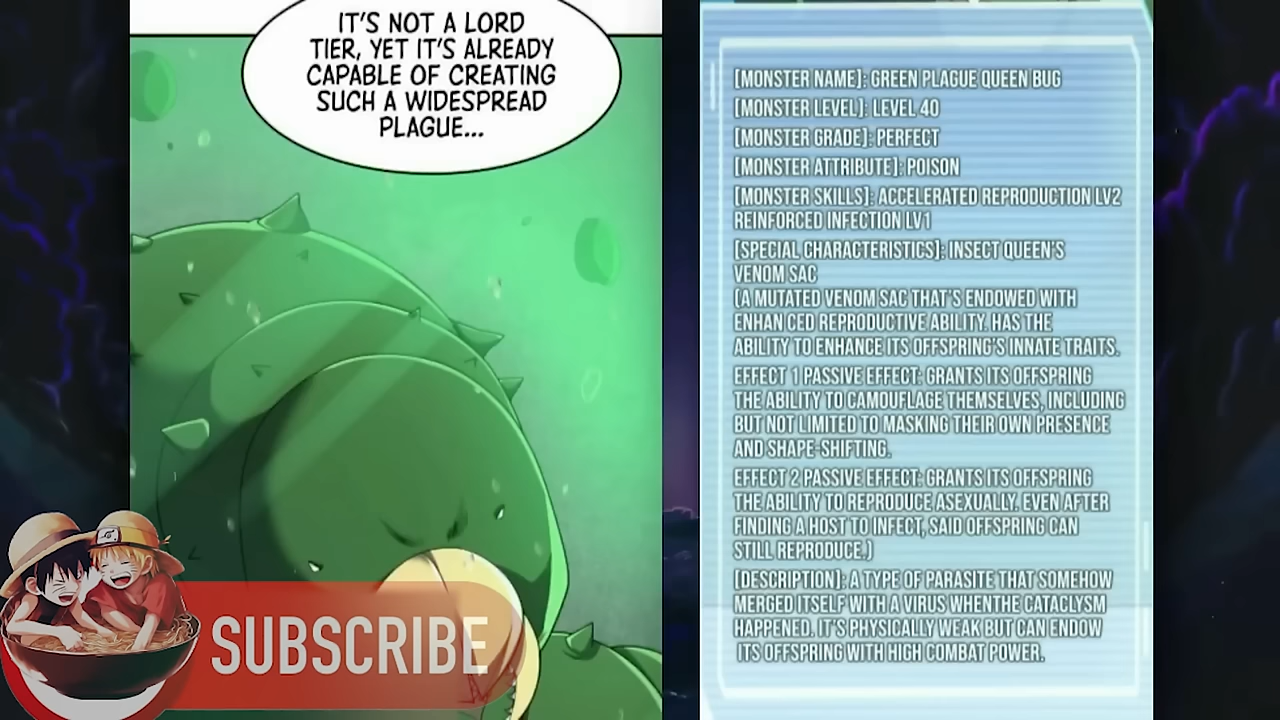 IT'S NOT A LORD
TIER, YET IT'S ALREADY
CAPABLE OF CREATING
SUCH A WIDESPREAD
PLAGUE...
[MONSTER NAME]: GREEN PLAGUE QUEEN BUG
[MONSTER LEVEL]: LEVEL 40
[MONSTER GRADE]: PERFECT
[MONSTER ATTRIBUTE]: POISON
[MONSTER SKILLS]: ACCELERATED REPRODUCTION LV2
REINFORCED INFECTION LV1
[SPECIAL CHARACTERISTICS]: INSECT QUEEN'S
VENOM SAC
(A MUTATED VENOM SAC THAT'S ENDOWED WITH
ENHAN CED REPRODUCTIVE ABILITY. HAS THE
ABILITY TO ENHANCE ITS OFFSPRING'S INNATE TRAITS.
EFFECT 1 PASSIVE EFFECT: GRANTS ITS OFFSPRING
THE ABILITY TO CAMOUFLAGE THEMSELVES, INCLUDING
BUT NOT LIMITED TO MASKING THEIR OWN PRESENCE
AND SHAPE-SHIFTING.
EFFECT 2 PASSIVE EFFECT: GRANTS ITS OFFSPRING
THE ABILITY TO REPRODUCE ASEXUALLY. EVEN AFTER
FINDING A HOST TO INFECT, SAID OFFSPRING CAN
STILL REPRODUCE.)
[DESCRIPTION]: A TYPE OF PARASITE THAT SOMEHOW
MERGED ITSELF WITH A VIRUS WHENTHE CATACLYSM
HAPPENED. IT'S PHYSICALLY WEAK BUT CAN ENDOW
ITS OFFSPRING WITH HIGH COMBAT POWER.
SUBSCRIBE